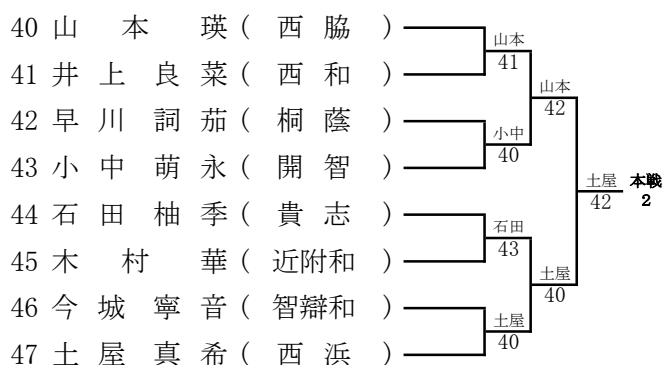 40 山 本 瑛 ( 西 脇 )
山本
41 井 上 良 菜 ( 西 和 )
41
山本
42 早 川 詞 茄 ( 桐 蔭 )
42
小中
43 小 中 萌 永 ( 開 智 )
40
土屋 本戦
42 2
44 石 田 柚 季 ( 貴 志 )
石田
45 木 村 華 ( 近附和 )
43
土屋
46 今 城 寧 音 ( 智辯和 )
40
土屋
47 土 屋 真 希 ( 西 浜 )
40